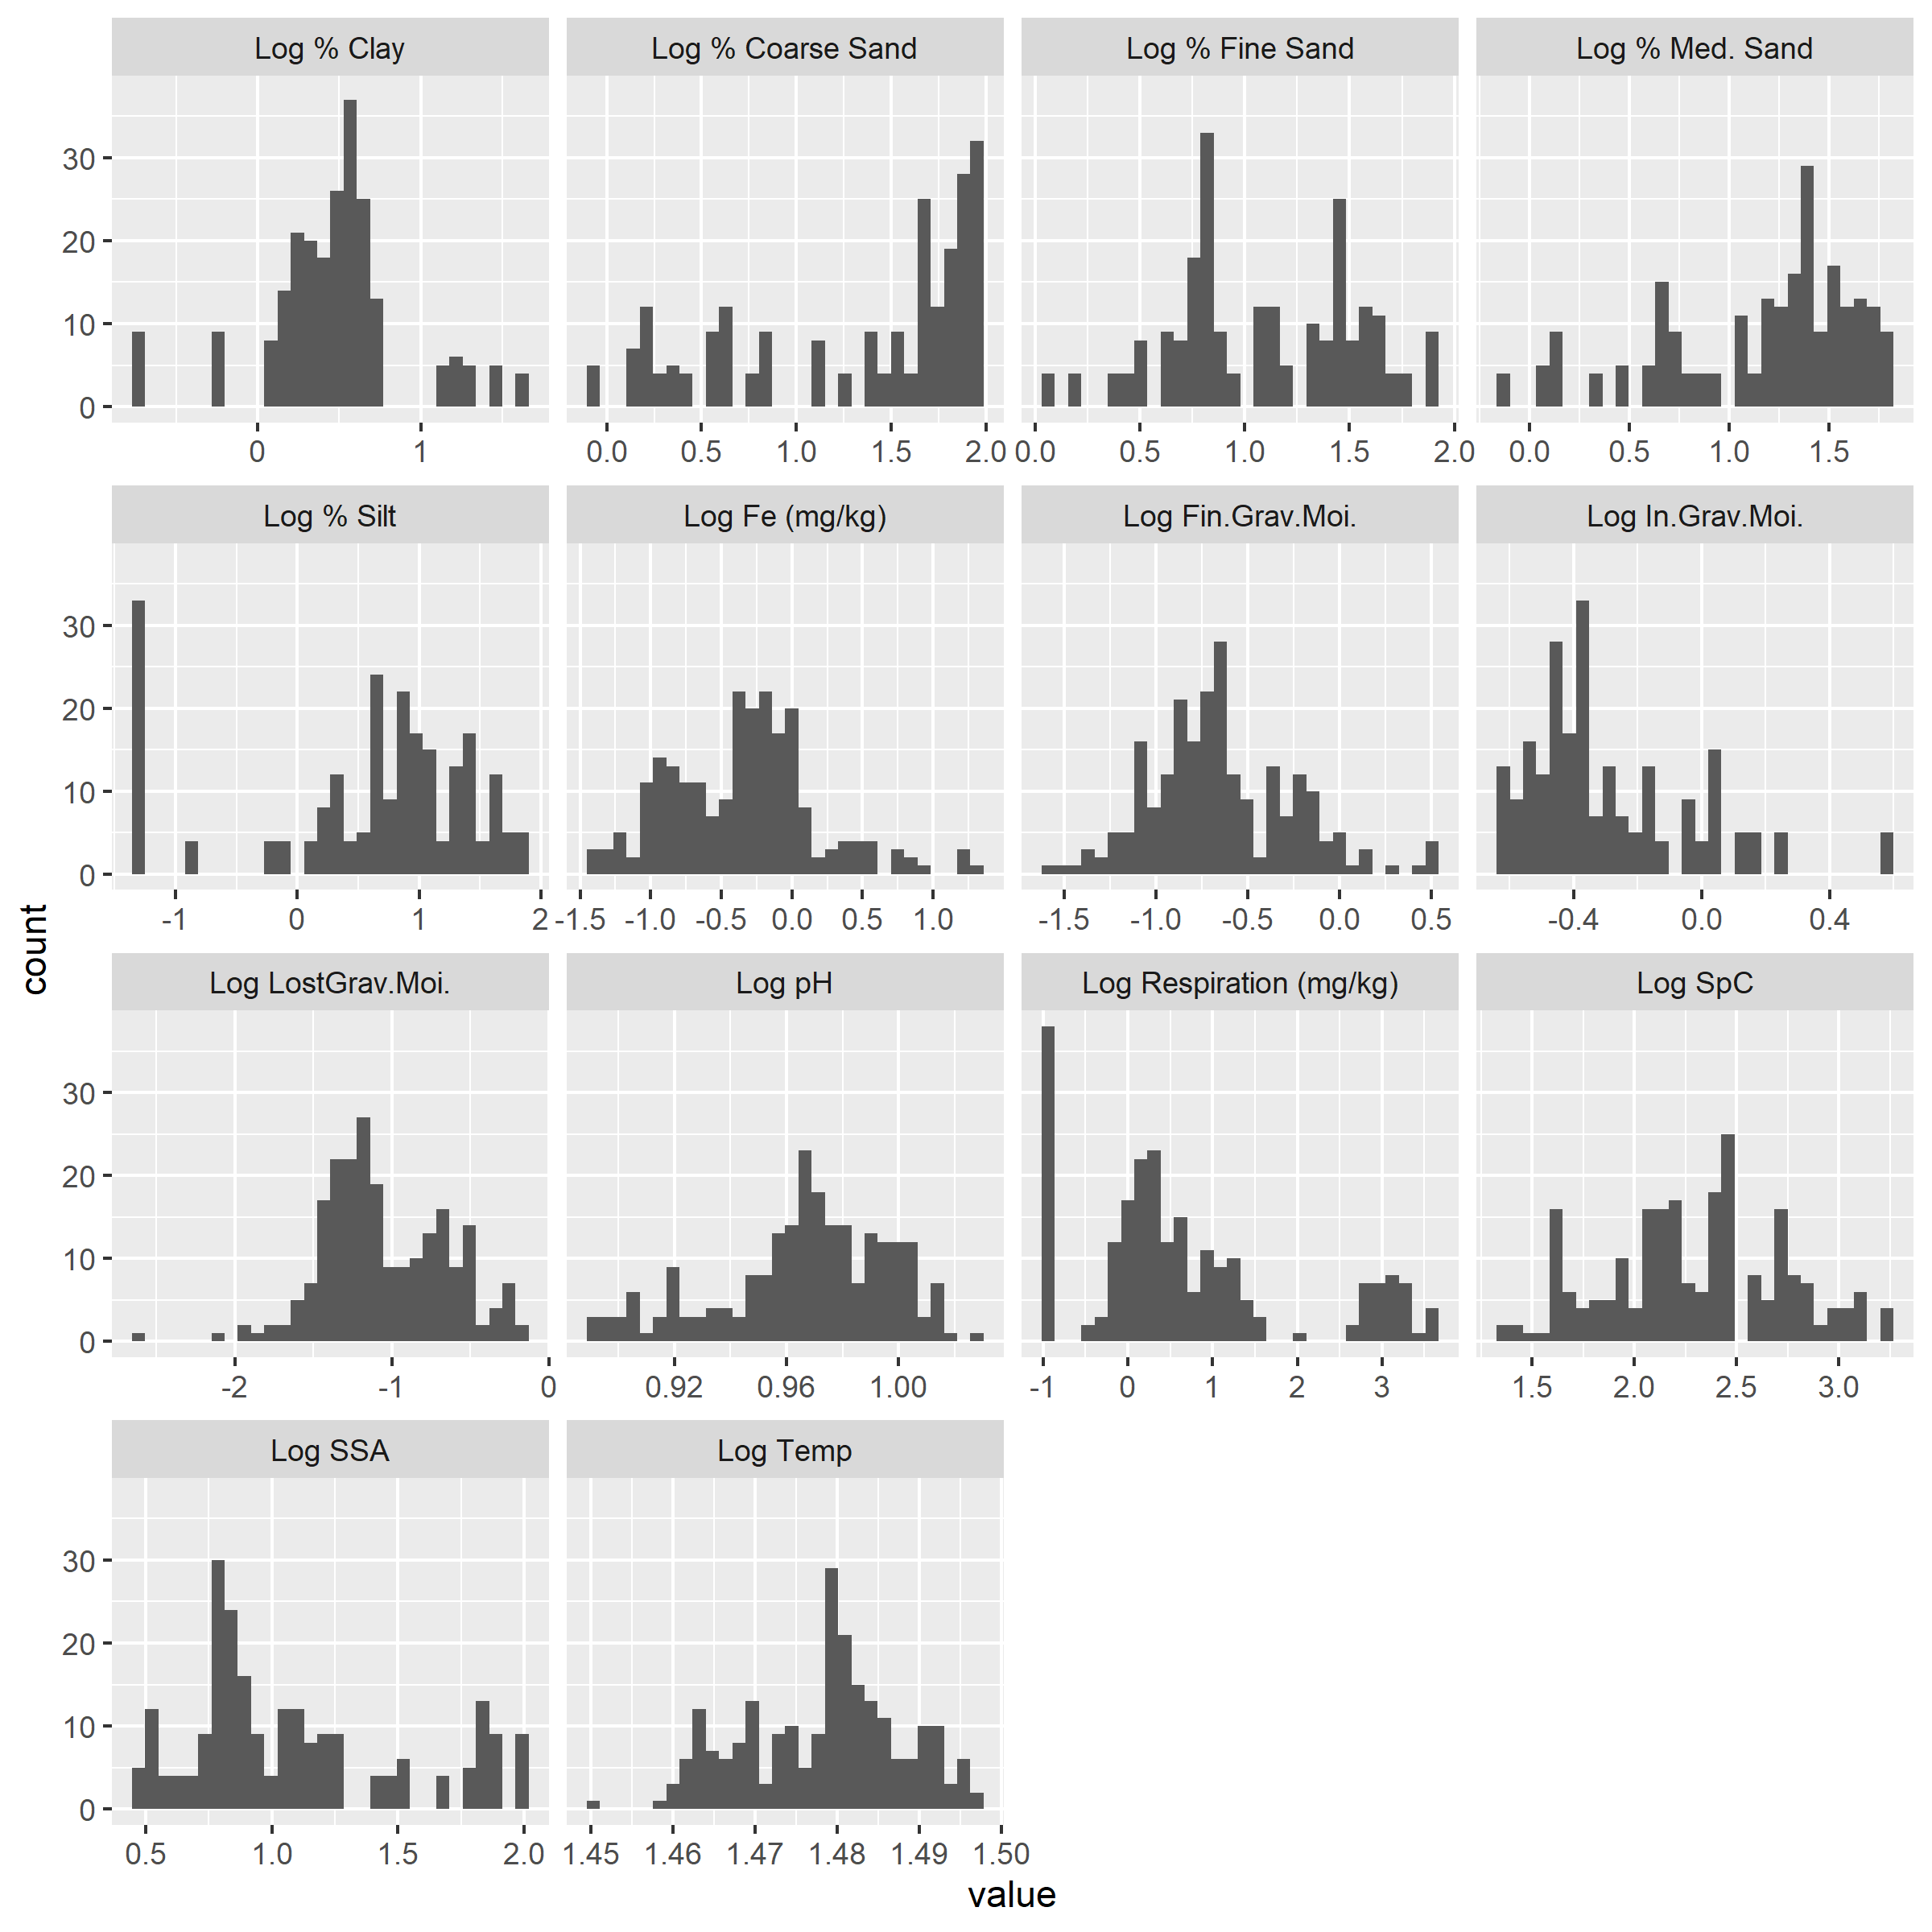 Log % Clay Log % Coarse Sand Log % Fine Sand Log % Med. Sand
30
20
10
0
0 1 0.0 0.5 1.0 1.5 2.0 0.0 0.5 1.0 1.5 2.0 0.0 0.5 1.0 1.5
Log % Silt Log Fe (mg/kg) Log Fin.Grav.Moi. Log In.Grav.Moi.
30
20
10
0
-1 0 1 2 -1.5 -1.0 -0.5 0.0 0.5 1.0 -1.5 -1.0 -0.5 0.0 0.5 -0.4 0.0 0.4
count
Log LostGrav.Moi. Log pH Log Respiration (mg/kg) Log SpC
30
20
10
0
-2 -1 0 0.92 0.96 1.00 -1 0 1 2 3 1.5 2.0 2.5 3.0
Log SSA Log Temp
30
20
10
0
0.5 1.0 1.5 2.0 1.45 1.46 1.47 1.48 1.49 1.50
value